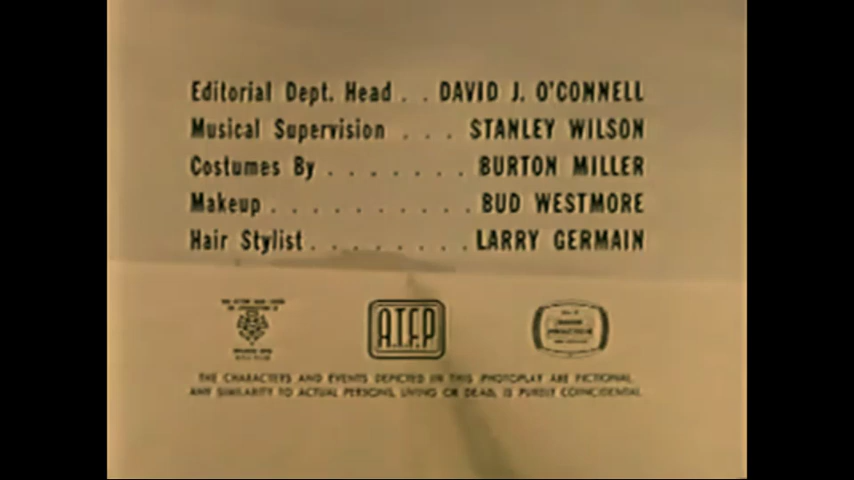 Editorial Dept. Head . . DAVID J. O'CONNELL
Musical Supervision . . . STANLEY WILSON
Costumes By . . . . . . . BURTON MILLER
Makeup . . . . . . . . . . . BUD WESTMORE
Hair Stylist . . . . . . . . LARRY GERMAIN
A.T.F.P
THE CHARACTERS AND EVENTS DEPICTED IN THIS PHOTOPLAY ARE FICTIONAL.
ANY SIMILARITY TO ACTUAL PERSONS, LIVING OR DEAD, IS PURELY COINCIDENTAL.